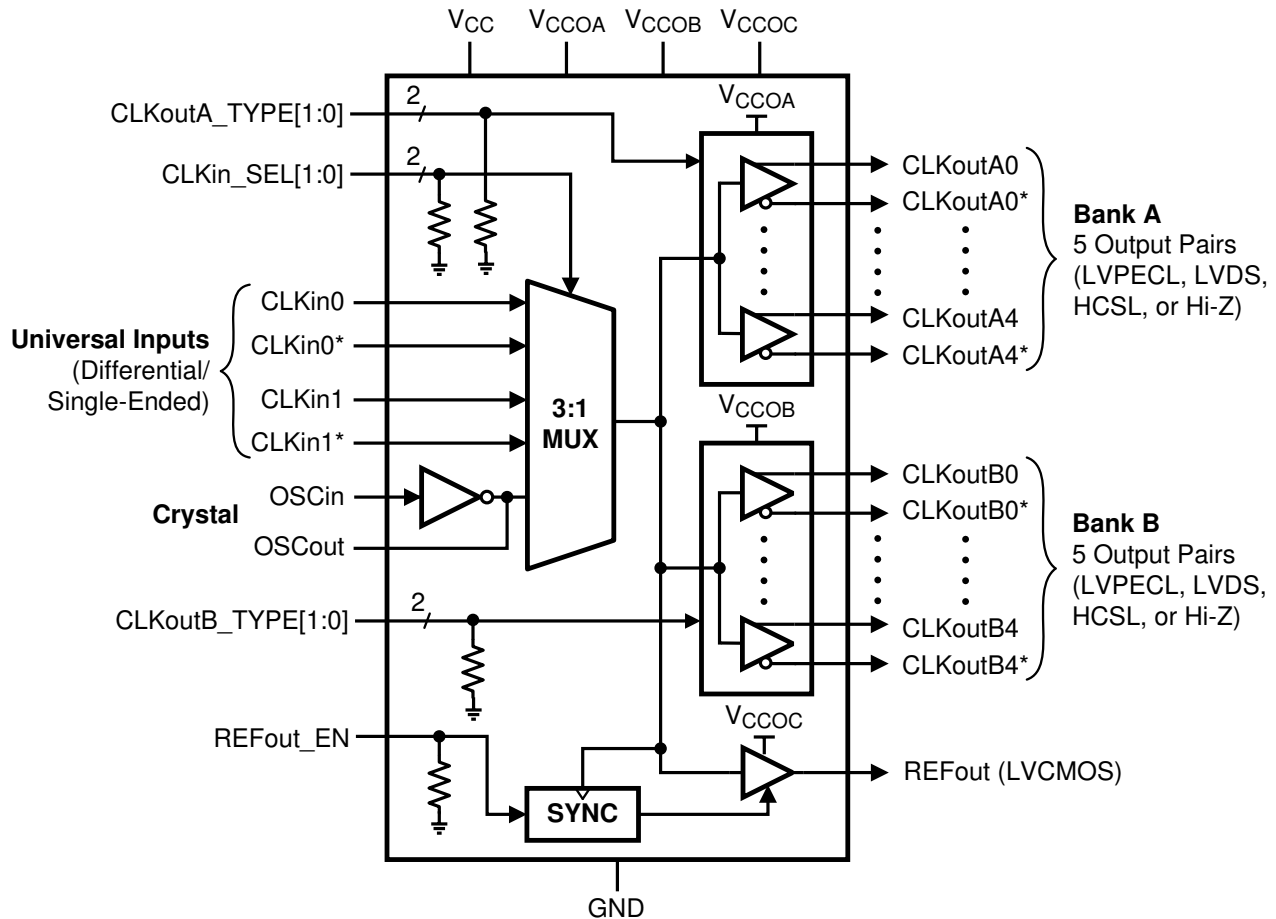 VCC
VCCOA
VCCOB
VCCOC
CLKoutA_TYPE[1:0]
2
CLKin_SEL[1:0]
2
VCCOA
CLKoutA0
CLKoutA0*
CLKoutA4
CLKoutA4*
Bank A
5 Output Pairs
(LVPECL, LVDS,
HCSL, or Hi-Z)
Universal Inputs
(Differential/
Single-Ended)
CLKin0
CLKin0*
CLKin1
CLKin1*
3:1
MUX
Crystal
OSCin
OSCout
VCCOB
CLKoutB0
CLKoutB0*
CLKoutB4
CLKoutB4*
Bank B
5 Output Pairs
(LVPECL, LVDS,
HCSL, or Hi-Z)
CLKoutB_TYPE[1:0]
2
REFout_EN
SYNC
VCCOC
REFout (LVCMOS)
GND